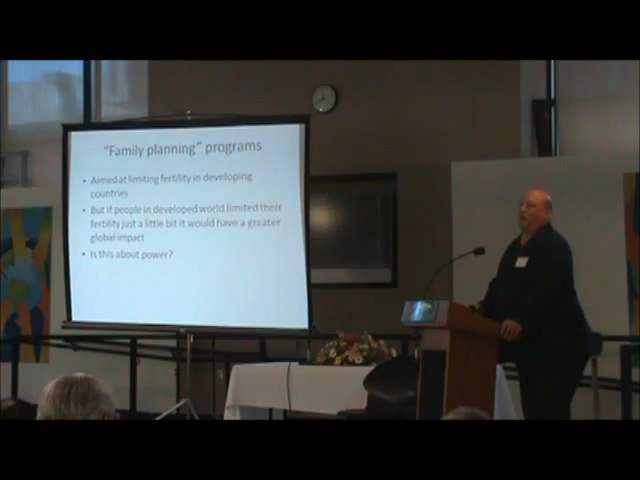 "Family planning" programs
• Aimed at limiting fertility in developing
countries
• But if people in developed world limited their
fertility just a little bit it would have a greater
global impact
• Is this about power?